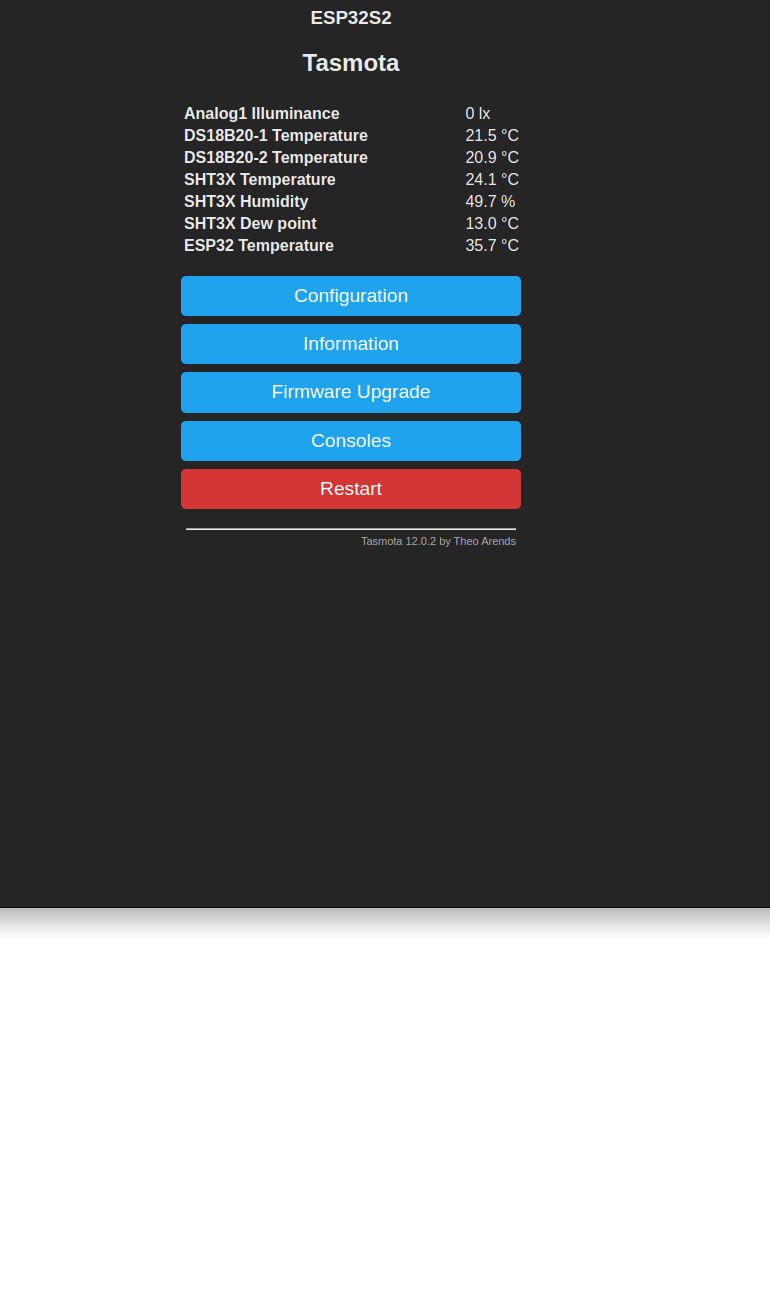 ESP32S2
Tasmota
Analog1 Illuminance 0 lx
DS18B20-1 Temperature 21.5 °C
DS18B20-2 Temperature 20.9 °C
SHT3X Temperature 24.1 °C
SHT3X Humidity 49.7 %
SHT3X Dew point 13.0 °C
ESP32 Temperature 35.7 °C
Configuration
Information
Firmware Upgrade
Consoles
Restart
Tasmota 12.0.2 by Theo Arends